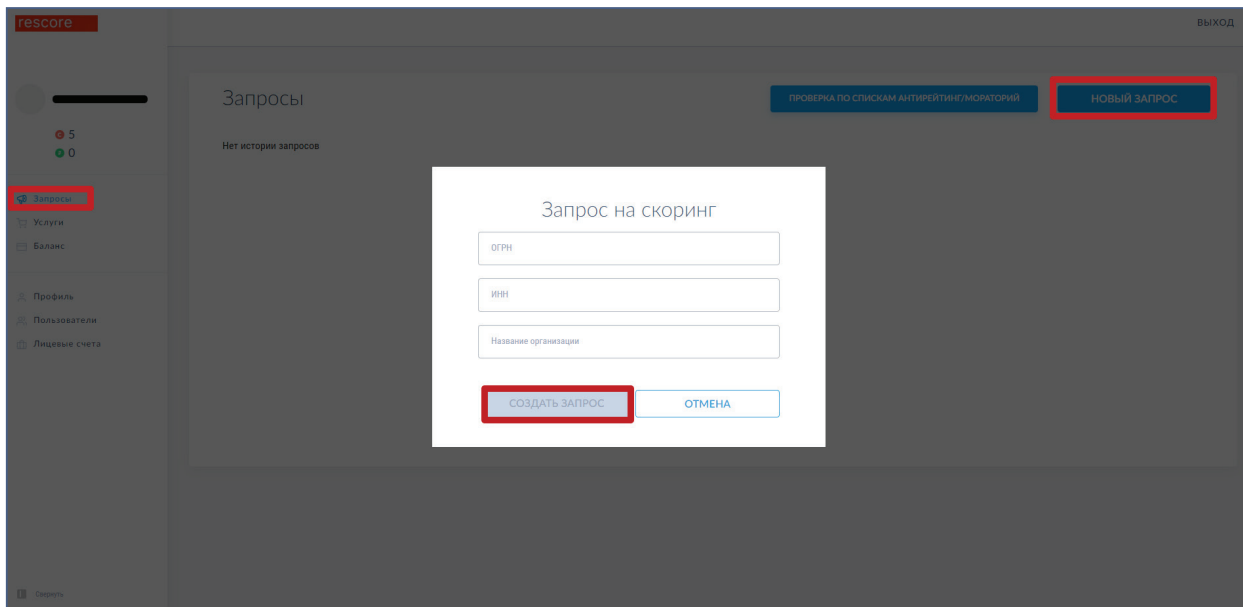 rescore
ВЫХОД
Запросы
ПРОВЕРКА ПО СПИСКАМ АНТИРЕЙТИНГ/МОРАТОРИЙ
НОВЫЙ ЗАПРОС
5
0
Нет истории запросов
Запросы
Услуги
Баланс
Профиль
Пользователи
Лицевые счета
Запрос на скоринг
ОГРН
ИНН
Название организации
СОЗДАТЬ ЗАПРОС
ОТМЕНА
Свернуть